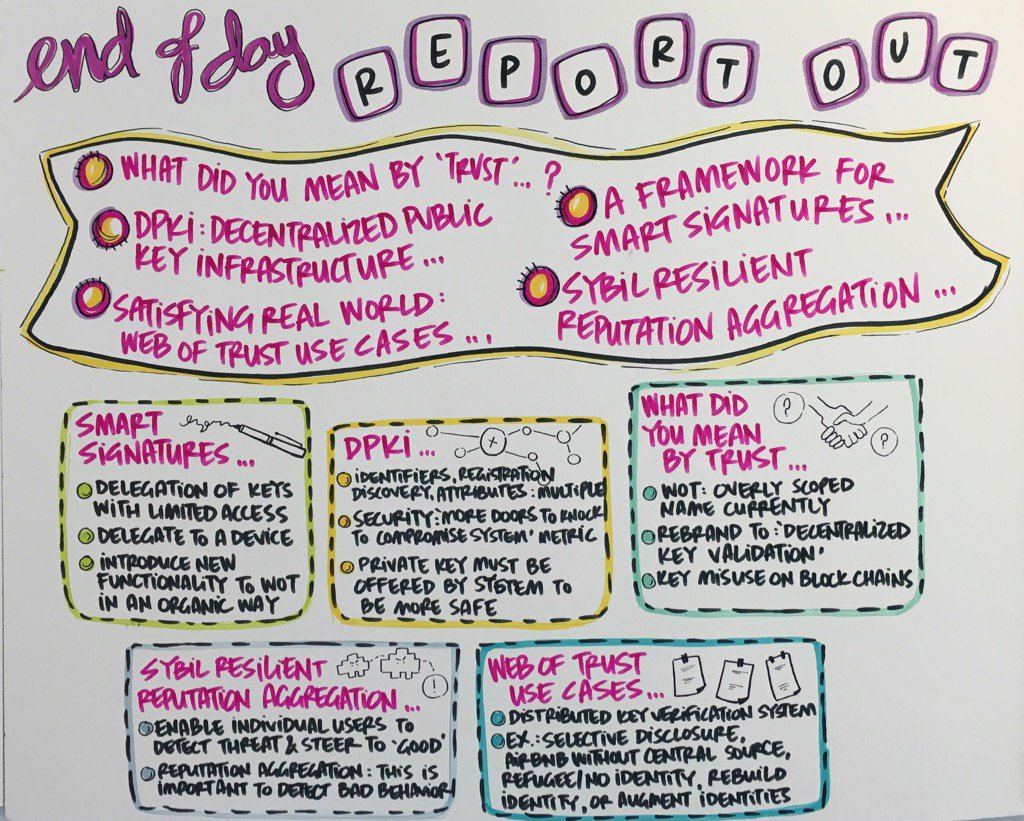 end of day REPORT OUT
WHAT DID YOU MEAN BY 'TRUST'...?
DPKI: DECENTRALIZED PUBLIC
KEY INFRASTRUCTURE ...
SATISFYING REAL WORLD:
WEB OF TRUST USE CASES ...
A FRAMEWORK FOR
SMART SIGNATURES ...
SYBIL RESILIENT
REPUTATION AGGREGATION ...
SMART
SIGNATURES ...
DELEGATION OF KEYS
WITH LIMITED ACCESS
DELEGATE TO A DEVICE
INTRODUCE NEW
FUNCTIONALITY TO WOT
IN AN ORGANIC WAY
DPKI ...
IDENTIFIERS, REGISTRATION
DISCOVERY, ATTRIBUTES: MULTIPLE
SECURITY: MORE DOORS TO KNOCK
TO COMPROMISE SYSTEM' METRIC
PRIVATE KEY MUST BE
OFFERED BY SYSTEM TO
BE MORE SAFE
WHAT DID
YOU MEAN
BY TRUST ...
?
?
WOT: OVERLY SCOPED
NAME CURRENTLY
REBRAND TO: 'DECENTRALIZED
KEY VALIDATION'
KEY MISUSE ON BLOCK CHAINS
SYBIL RESILIENT
REPUTATION AGGREGATION ...
!
ENABLE INDIVIDUAL USERS TO
DETECT THREAT & STEER TO 'GOOD'
REPUTATION AGGREGATION: THIS IS
IMPORTANT TO DETECT BAD BEHAVIOR
WEB OF TRUST
USE CASES ...
DISTRIBUTED KEY VERIFICATION SYSTEM
EX.: SELECTIVE DISCLOSURE,
AIRBNB WITHOUT CENTRAL SOURCE,
REFUGEE/NO IDENTITY, REBUILD
IDENTITY, OR AUGMENT IDENTITIES